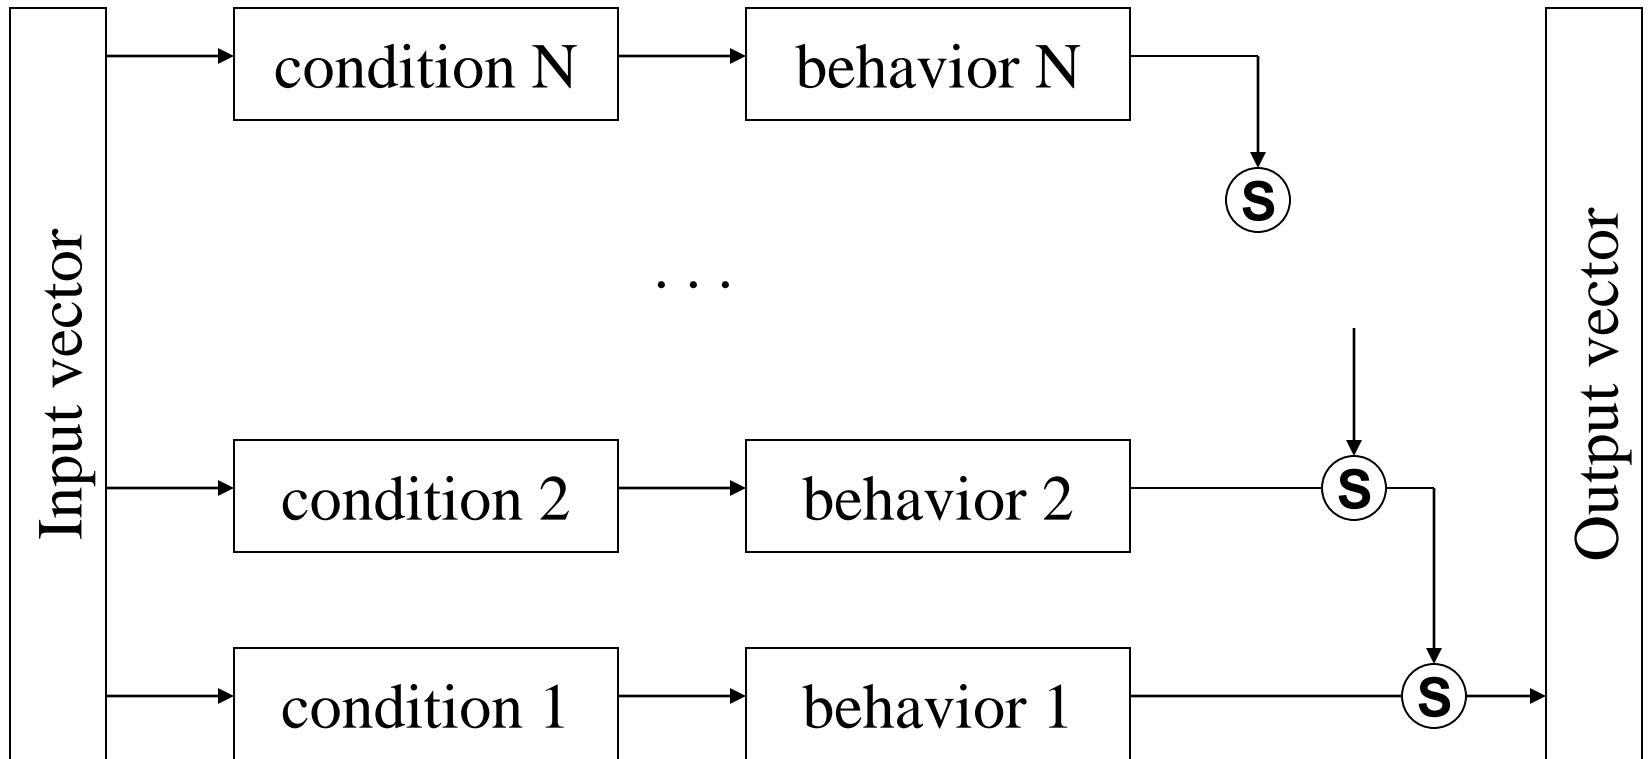 Input vector
condition N
behavior N
S
. . .
condition 2
behavior 2
S
condition 1
behavior 1
S
Output vector